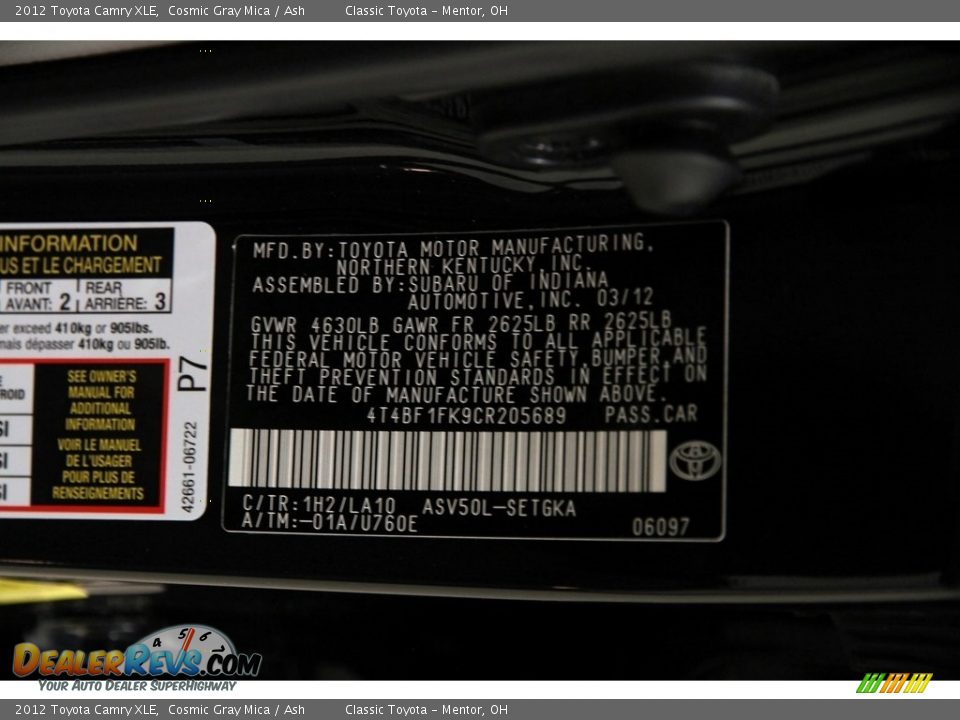 2012 Toyota Camry XLE, Cosmic Gray Mica / Ash Classic Toyota - Mentor, OH
INFORMATION
US ET LE CHARGEMENT
FRONT
AVANT: 2
REAR
ARRIÈRE: 3
er exceed 410kg or 905lbs.
mais dépasser 410kg ou 905lb.
SEE OWNER'S
MANUAL FOR
ADDITIONAL
INFORMATION
VOIR LE MANUEL
DE L'USAGER
POUR PLUS DE
RENSEIGNEMENTS
P7
42661-06722
MFD. BY: TOYOTA MOTOR MANUFACTURING,
NORTHERN KENTUCKY INC.
ASSEMBLED BY: SUBARU OF INDIANA
AUTOMOTIVE, INC. 03/12
GVWR 4630LB GAWR FR 2625LB RR 2625LB
THIS VEHICLE CONFORMS TO ALL APPLICABLE
FEDERAL MOTOR VEHICLE SAFETY, BUMPER, AND
THEFT PREVENTION STANDARDS IN EFFECT ON
THE DATE OF MANUFACTURE SHOWN ABOVE.
4T4BF1FK9CR205689 PASS.CAR
C/TR: 1H2/LA10 ASV50L-SETGKA
A/TM: -01A/U760E 06097
4 5 6
DEALERREVS.COM
YOUR AUTO DEALER SUPERHIGHWAY
2012 Toyota Camry XLE, Cosmic Gray Mica / Ash Classic Toyota - Mentor, OH